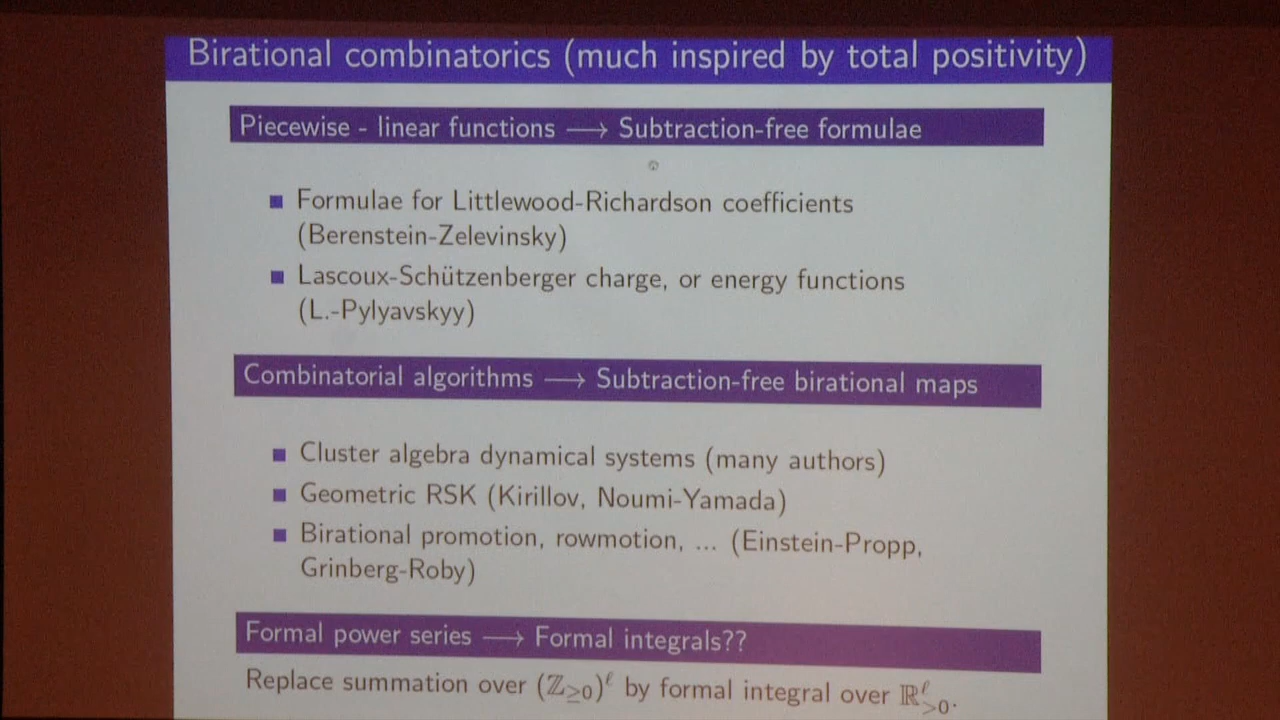 Birational combinatorics (much inspired by total positivity)
Piecewise - linear functions ⟶ Subtraction-free formulae
■ Formulae for Littlewood-Richardson coefficients
(Berenstein-Zelevinsky)
■ Lascoux-Schützenberger charge, or energy functions
(L.-Pylyavskyy)
Combinatorial algorithms ⟶ Subtraction-free birational maps
■ Cluster algebra dynamical systems (many authors)
■ Geometric RSK (Kirillov, Noumi-Yamada)
■ Birational promotion, rowmotion, ... (Einstein-Propp,
Grinberg-Roby)
Formal power series ⟶ Formal integrals??
Replace summation over (ℤ≥0)^ℓ by formal integral over ℝ^ℓ_>0.